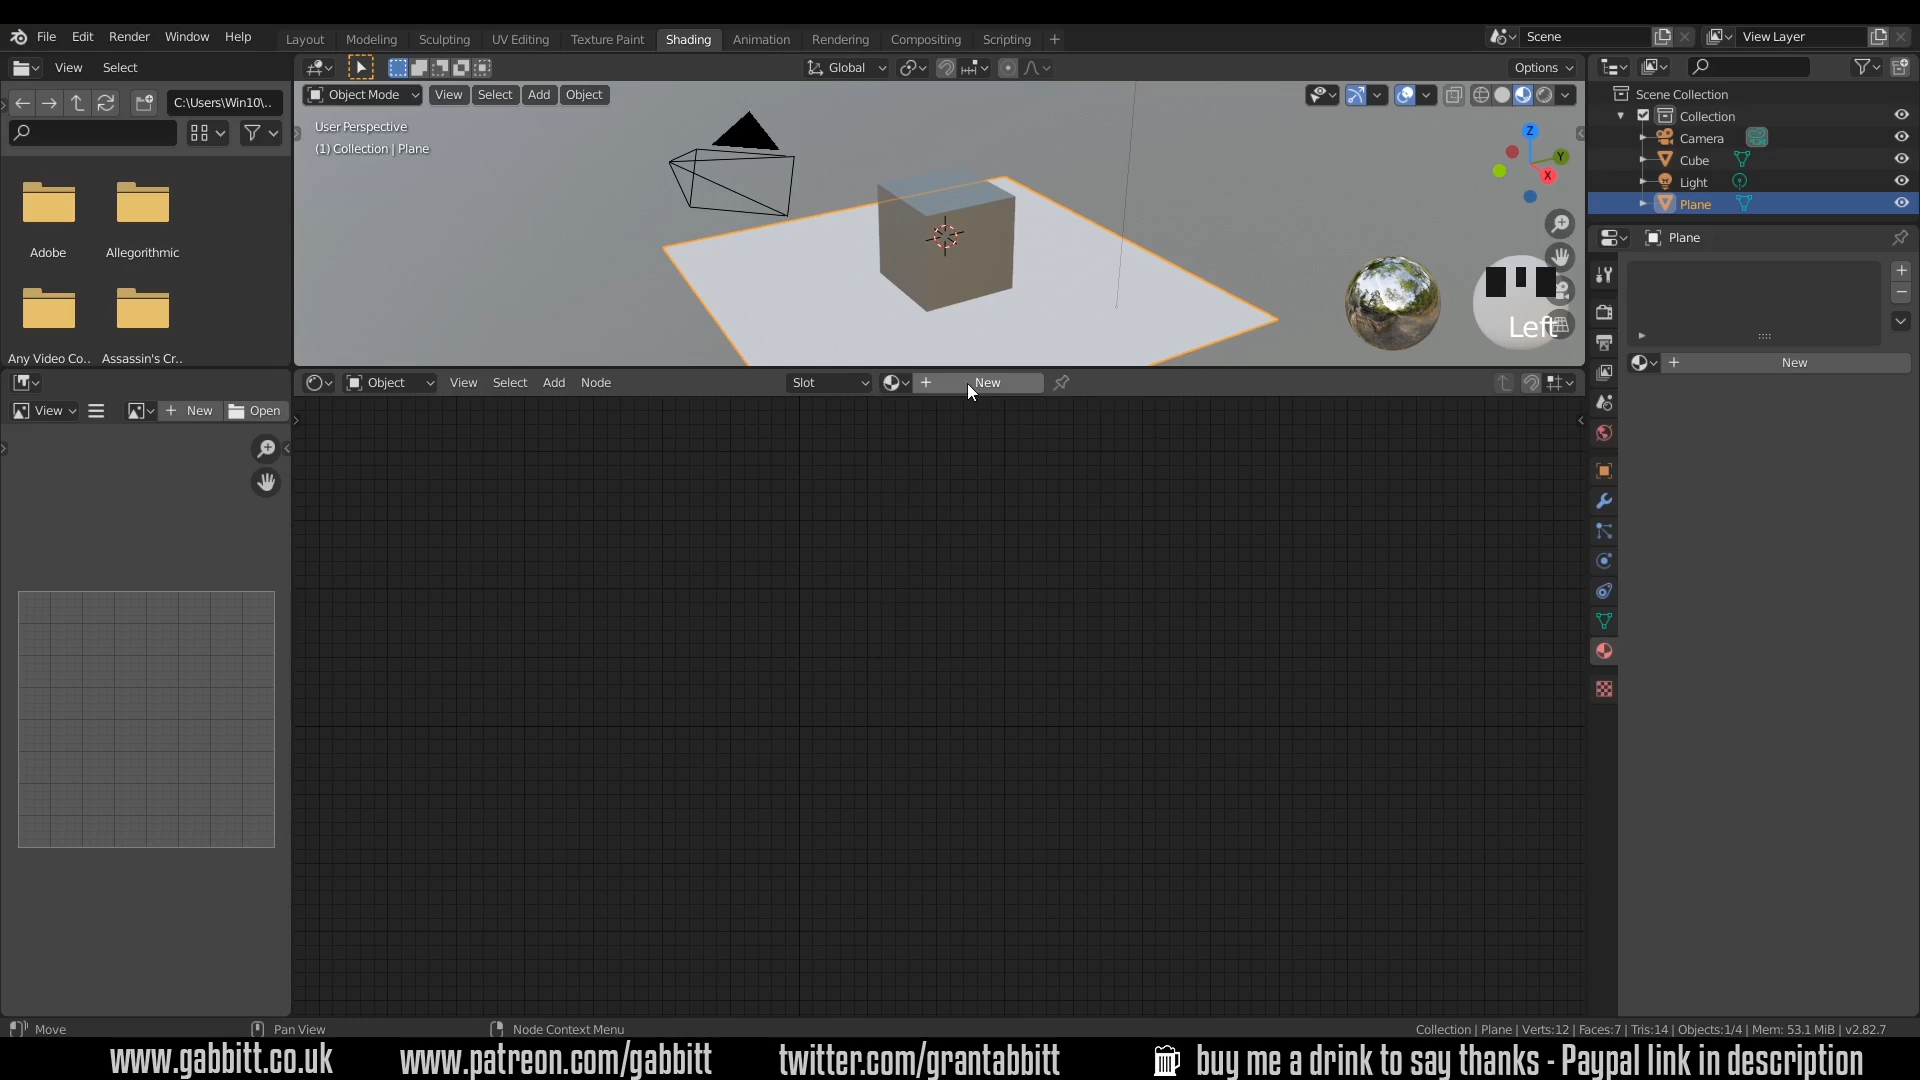 File Edit Render Window Help Layout Modeling Sculpting UV Editing Texture Paint Shading Animation Rendering Compositing Scripting + Scene View Layer
View Select Global Options
C:\Users\Win10\.. Object Mode View Select Add Object Scene Collection
User Perspective Collection
(1) Collection | Plane Z Camera
Y Cube
X Light
Plane
Adobe Allegorithmic Plane
Left
Any Video Co.. Assassin's Cr.. New
Object View Select Add Node Slot New
View New Open
Move Pan View Node Context Menu Collection | Plane | Verts:12 | Faces:7 | Tris:14 | Objects:1/4 | Mem: 53.1 MiB | v2.82.7
www.gabbitt.co.uk www.patreon.com/gabbitt twitter.com/grantabbitt buy me a drink to say thanks - Paypal link in description